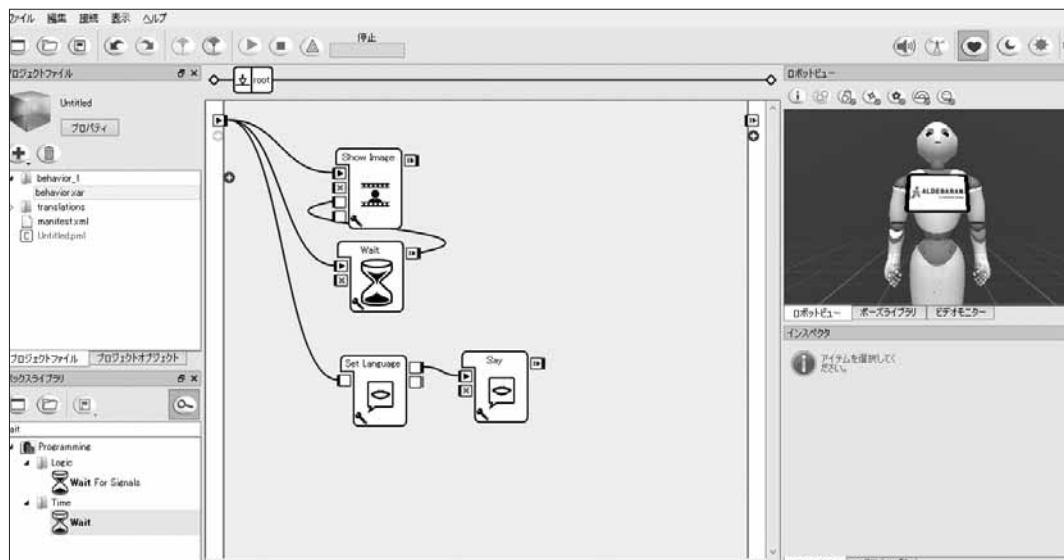 ファイル 編集 接続 表示 ヘルプ
停止
プロジェクトファイル
root
Untitled
プロパティ
behavior_1
behavior.xar
translations
manifest.xml
Untitled.pml
プロジェクトファイル プロジェクトオブジェクト
ボックスライブラリ
ait
Programming
Logic
Wait For Signals
Time
Wait
Show Image
Wait
Set Language
Say
ロボットビュー
ALDEBARAN
ロボットビュー ポーズライブラリ ビデオモニター
インスペクタ
アイテムを選択してく
ださい。